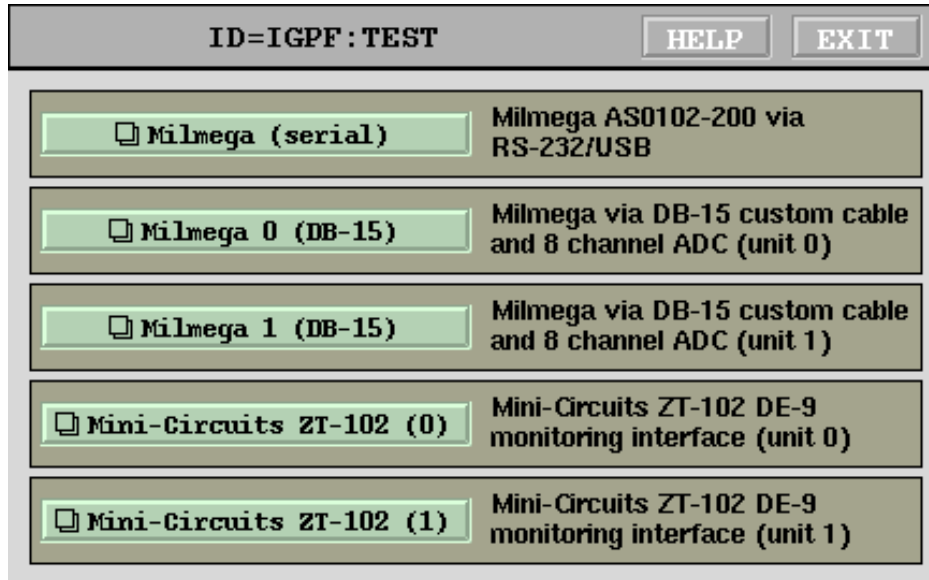 ID=IGPF:TEST
HELP
EXIT
Milmega (serial)
Milmega AS0102-200 via
RS-232/USB
Milmega 0 (DB-15)
Milmega via DB-15 custom cable
and 8 channel ADC (unit 0)
Milmega 1 (DB-15)
Milmega via DB-15 custom cable
and 8 channel ADC (unit 1)
Mini-Circuits ZT-102 (0)
Mini-Circuits ZT-102 DE-9
monitoring interface (unit 0)
Mini-Circuits ZT-102 (1)
Mini-Circuits ZT-102 DE-9
monitoring interface (unit 1)